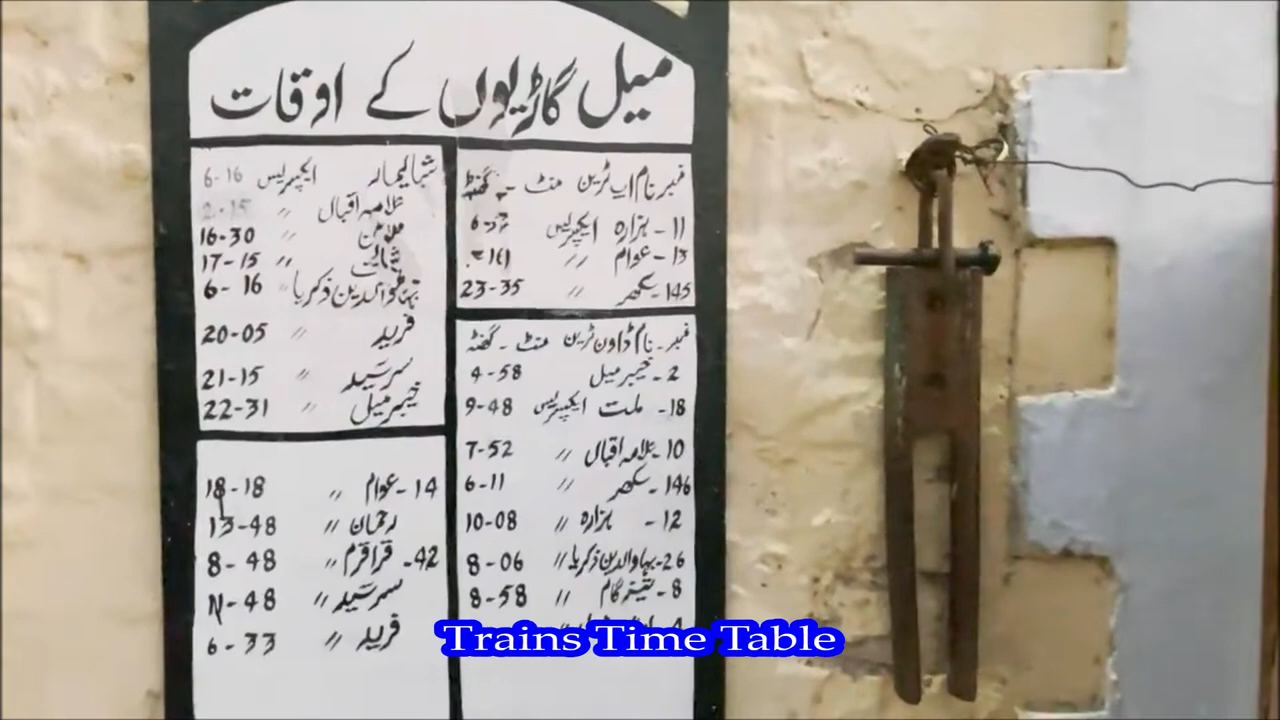 میل گاڑیوں کے اوقات
نمبر نام اپ ٹرین منٹ - گھنٹہ
11- ہزارہ ایکپریس
13- عوام 〃
145- سکھر 〃 23-35
نمبر - نام ڈاون ٹرین منٹ - گھنٹہ
2- خیبر میل 4-58
18- ملت ایکسپریس 9-48
10- علامہ اقبال 〃 7-52
146- سکھر 〃 6-11
12- ہزارہ 〃 10-08
26- بہاوالدین ذکریا 〃 8-06
8- تیزگام 〃 8-58
شالیمار ایکپریس 6-16
علامہ اقبال 〃 2-15
〃 16-30
〃 17-15
ذکریا 〃 6-16
فرید 〃 20-05
سرسید 〃 21-15
خیبر میل 〃 22-31
14- عوام 〃 18-18
رحمان 〃 13-48
42- قراقرم 〃 8-48
سرسید 〃
فرید 〃 6-33
Trains Time Table